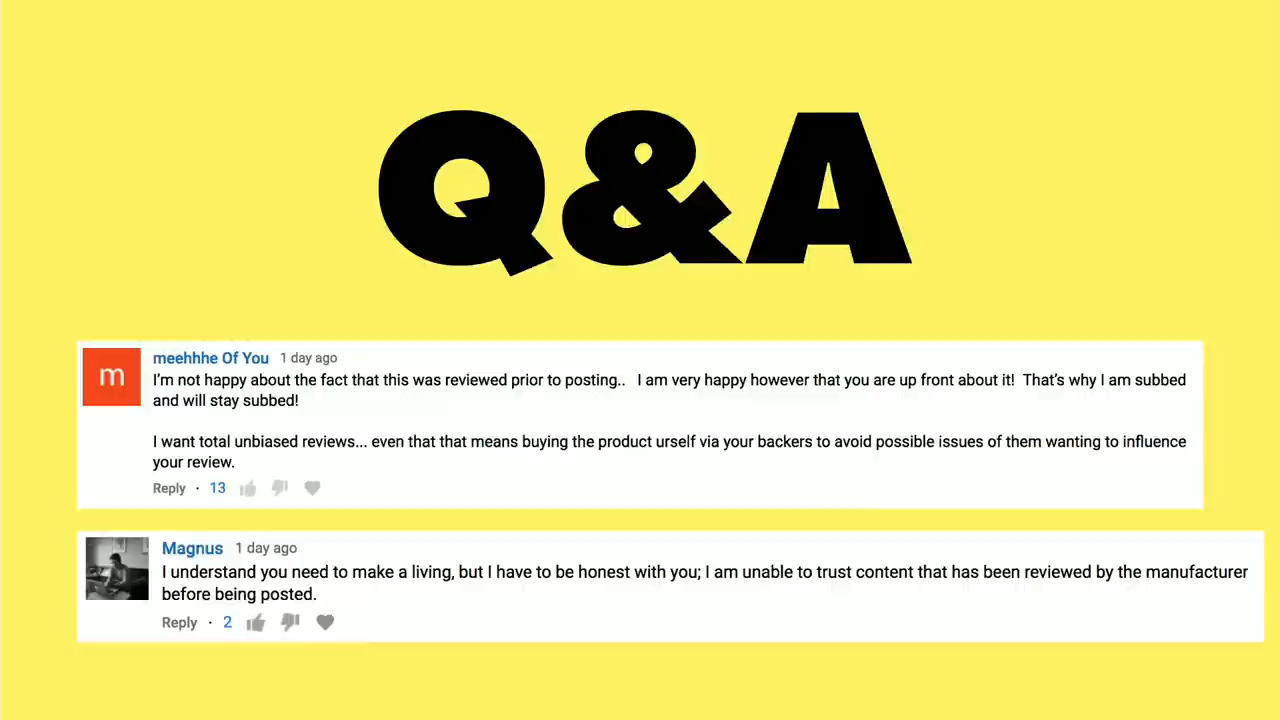 Q&A
m
meehhhe Of You 1 day ago
I'm not happy about the fact that this was reviewed prior to posting.. I am very happy however that you are up front about it! That's why I am subbed
and will stay subbed!
I want total unbiased reviews... even that that means buying the product urself via your backers to avoid possible issues of them wanting to influence
your review.
Reply · 13
Magnus 1 day ago
I understand you need to make a living, but I have to be honest with you; I am unable to trust content that has been reviewed by the manufacturer
before being posted.
Reply · 2